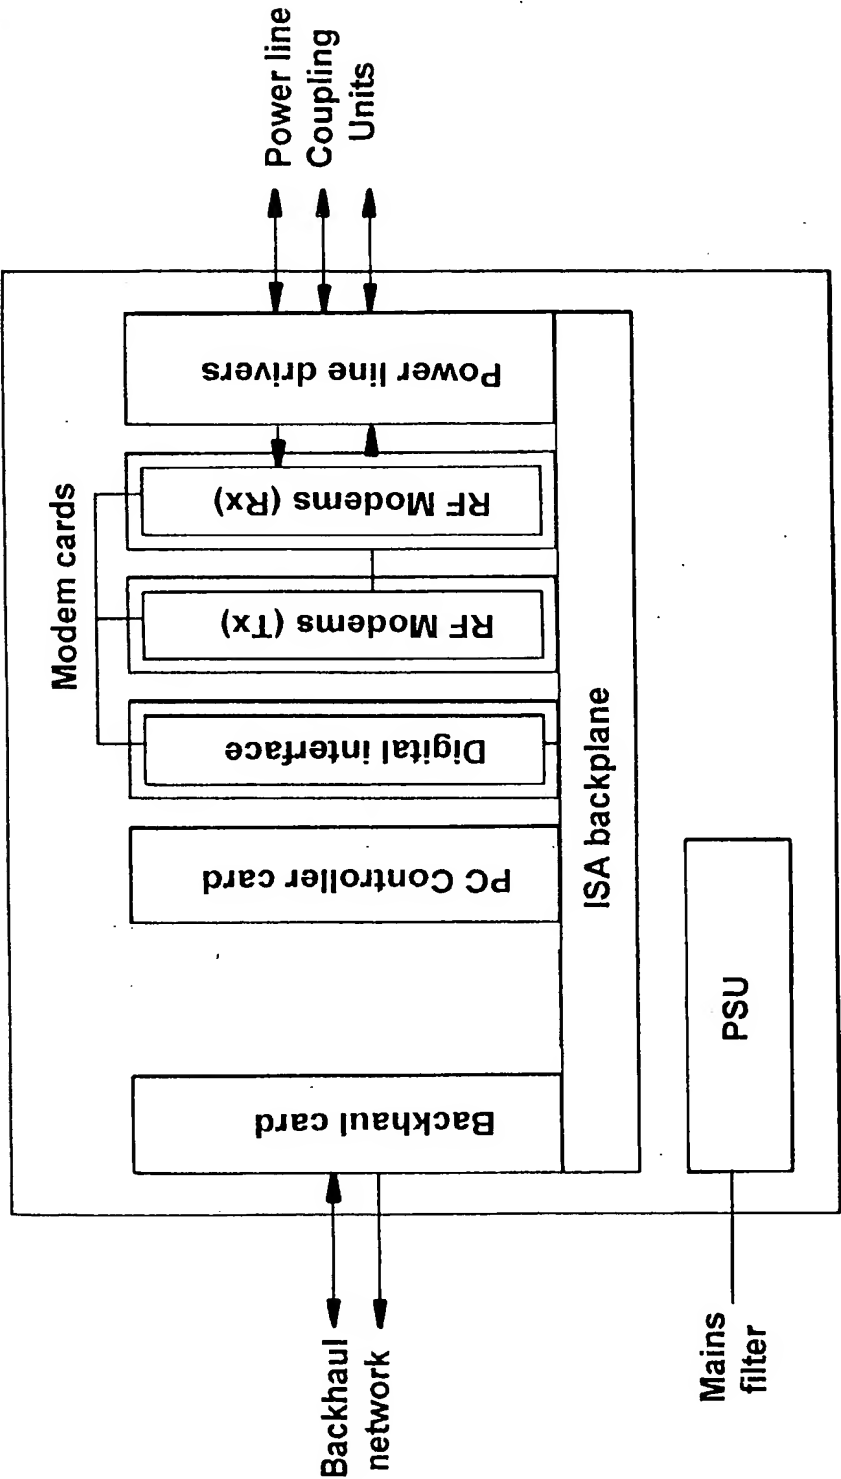 Power line
Coupling
Units
Modem cards
Power line drivers
RF Modems (Rx)
RF Modems (Tx)
Digital interface
PC Controller card
Backhaul card
ISA backplane
PSU
Backhaul
network
Mains
filter